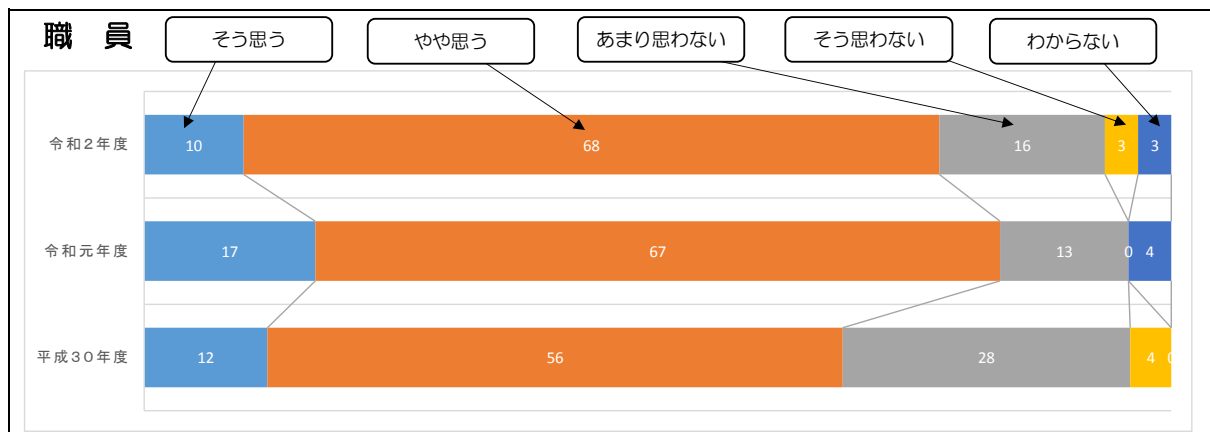 職 員 そう思う やや思う あまり思わない そう思わない わからない
令和2年度 10 68 16 3 3
令和元年度 17 67 13 0 4
平成30年度 12 56 28 4 0